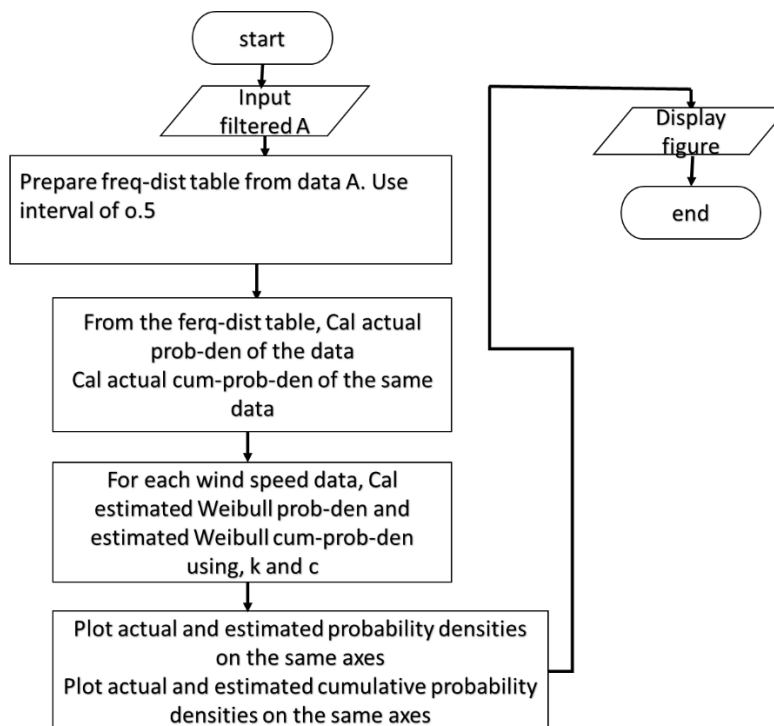 start
Input
filtered A
Prepare freq-dist table from data A. Use
interval of o.5
From the ferq-dist table, Cal actual
prob-den of the data
Cal actual cum-prob-den of the same
data
For each wind speed data, Cal
estimated Weibull prob-den and
estimated Weibull cum-prob-den
using, k and c
Plot actual and estimated probability densities
on the same axes
Plot actual and estimated cumulative probability
densities on the same axes
Display
figure
end